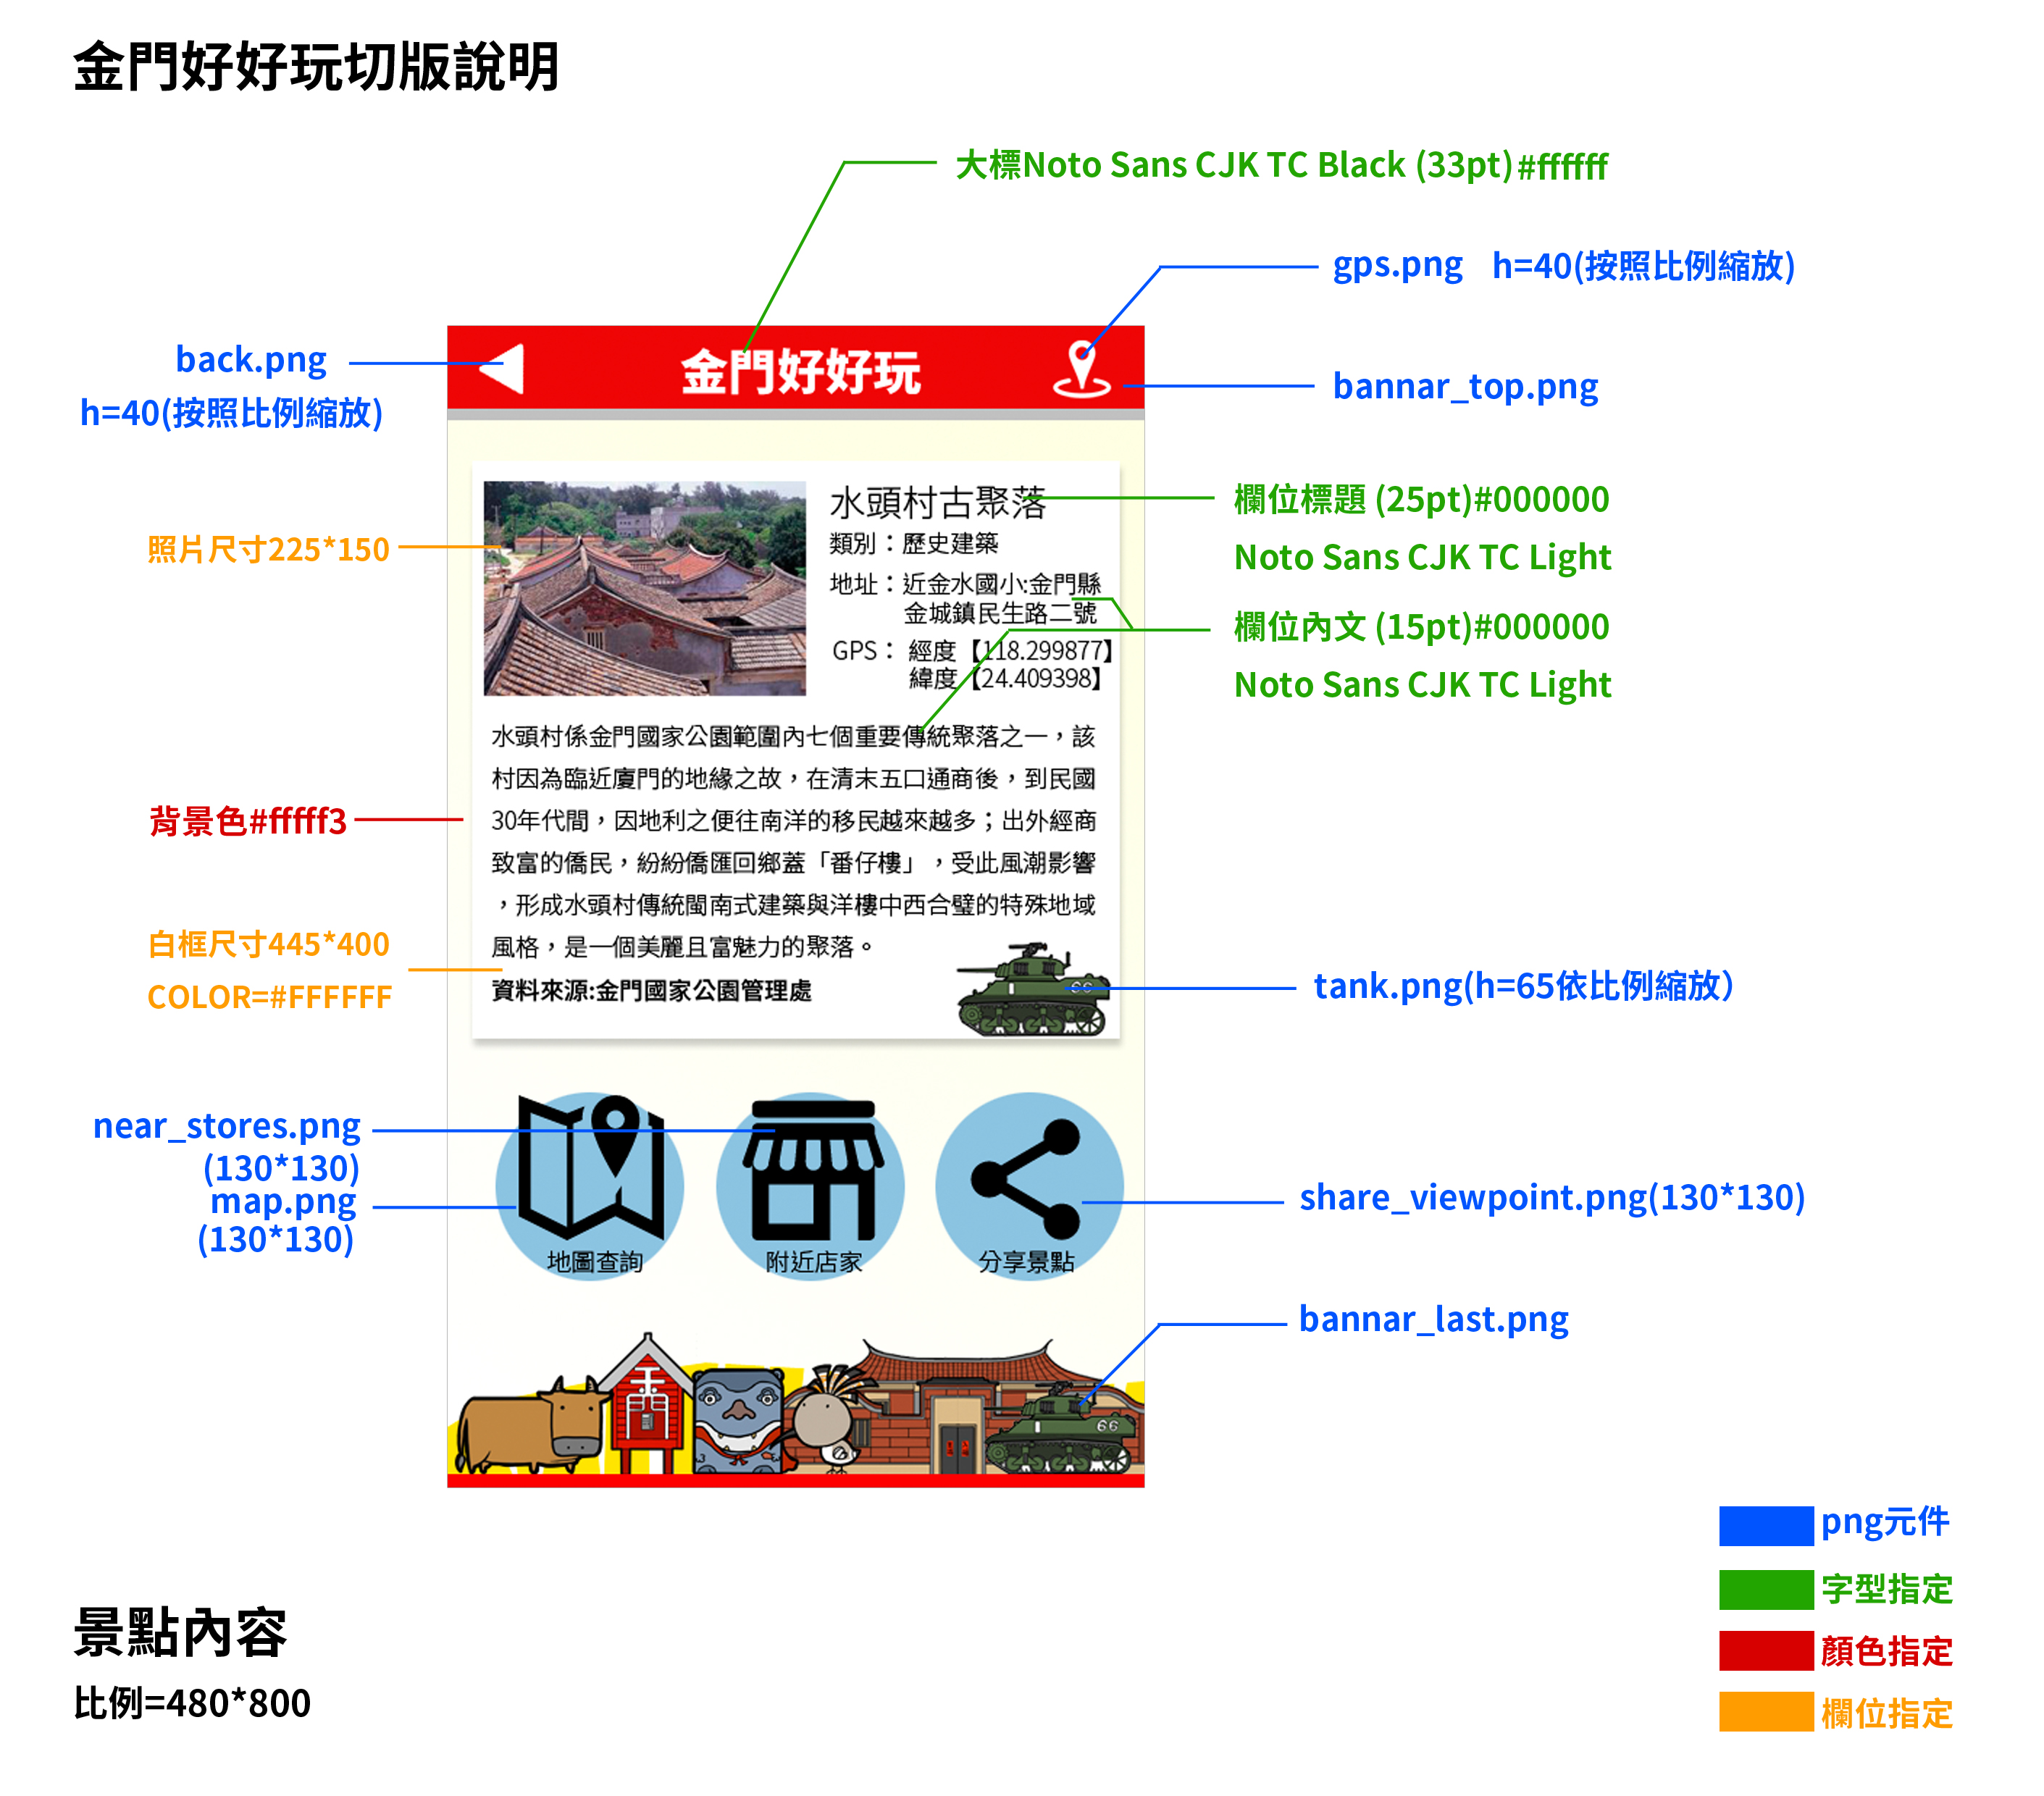 金門好好玩切版說明
大標Noto Sans CJK TC Black (33pt) #ffffff
gps.png h=40(按照比例縮放)
back.png
h=40(按照比例縮放)
金門好好玩
bannar_top.png
水頭村古聚落
欄位標題 (25pt)#000000
Noto Sans CJK TC Light
照片尺寸225*150
類別：歷史建築
地址：近金水國小:金門縣
金城鎮民生路二號
欄位內文 (15pt)#000000
Noto Sans CJK TC Light
GPS： 經度【118.299877】
緯度【24.409398】
水頭村係金門國家公園範圍內七個重要傳統聚落之一，該
村因為臨近廈門的地緣之故，在清末五口通商後，到民國
30年代間，因地利之便往南洋的移民越來越多；出外經商
致富的僑民，紛紛僑匯回鄉蓋「番仔樓」，受此風潮影響
，形成水頭村傳統閩南式建築與洋樓中西合璧的特殊地域
風格，是一個美麗且富魅力的聚落。
資料來源:金門國家公園管理處
背景色#fffff3
白框尺寸445*400
COLOR=#FFFFFF
66
tank.png(h=65依比例縮放）
near_stores.png
(130*130)
map.png
(130*130)
share_viewpoint.png(130*130)
地圖查詢
附近店家
分享景點
bannar_last.png
66
png元件
字型指定
顏色指定
欄位指定
景點內容
比例=480*800